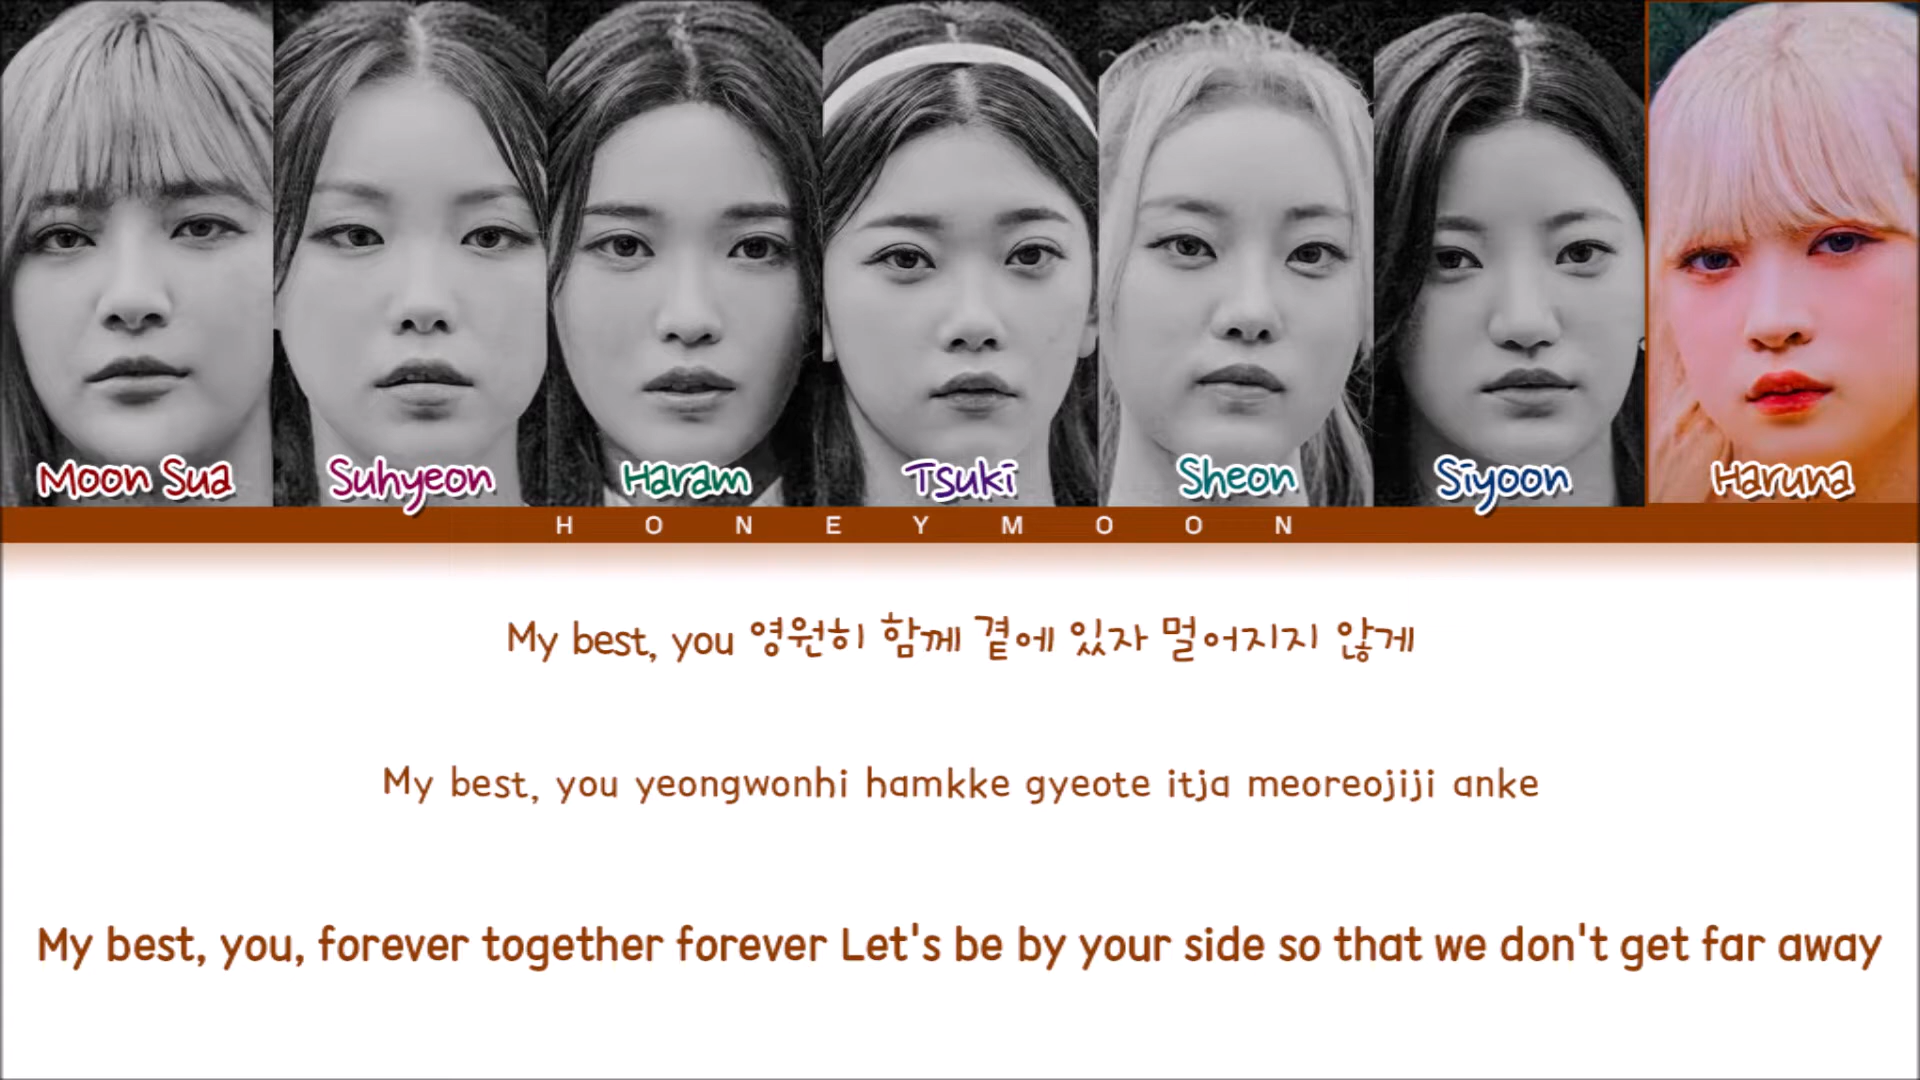 Moon Sua Suhyeon Haram Tsuki Sheon Siyoon Haruna
HONEYMOON
My best, you 영원히 함께 곁에 있자 멀어지지 않게
My best, you yeongwonhi hamkke gyeote itja meoreojiji anke
My best, you, forever together forever Let's be by your side so that we don't get far away